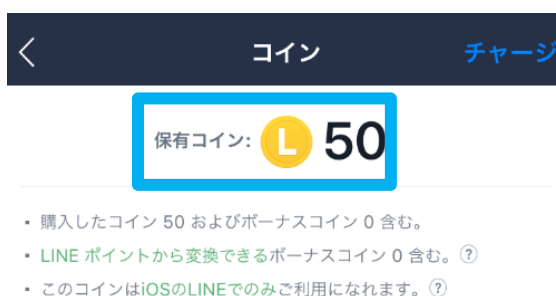 コイン チャージ
保有コイン: L 50
• 購入したコイン 50 およびボーナスコイン 0 含む。
• LINE ポイントから変換できるボーナスコイン 0 含む。?
• このコインはiOSのLINEでのみご利用になれます。?